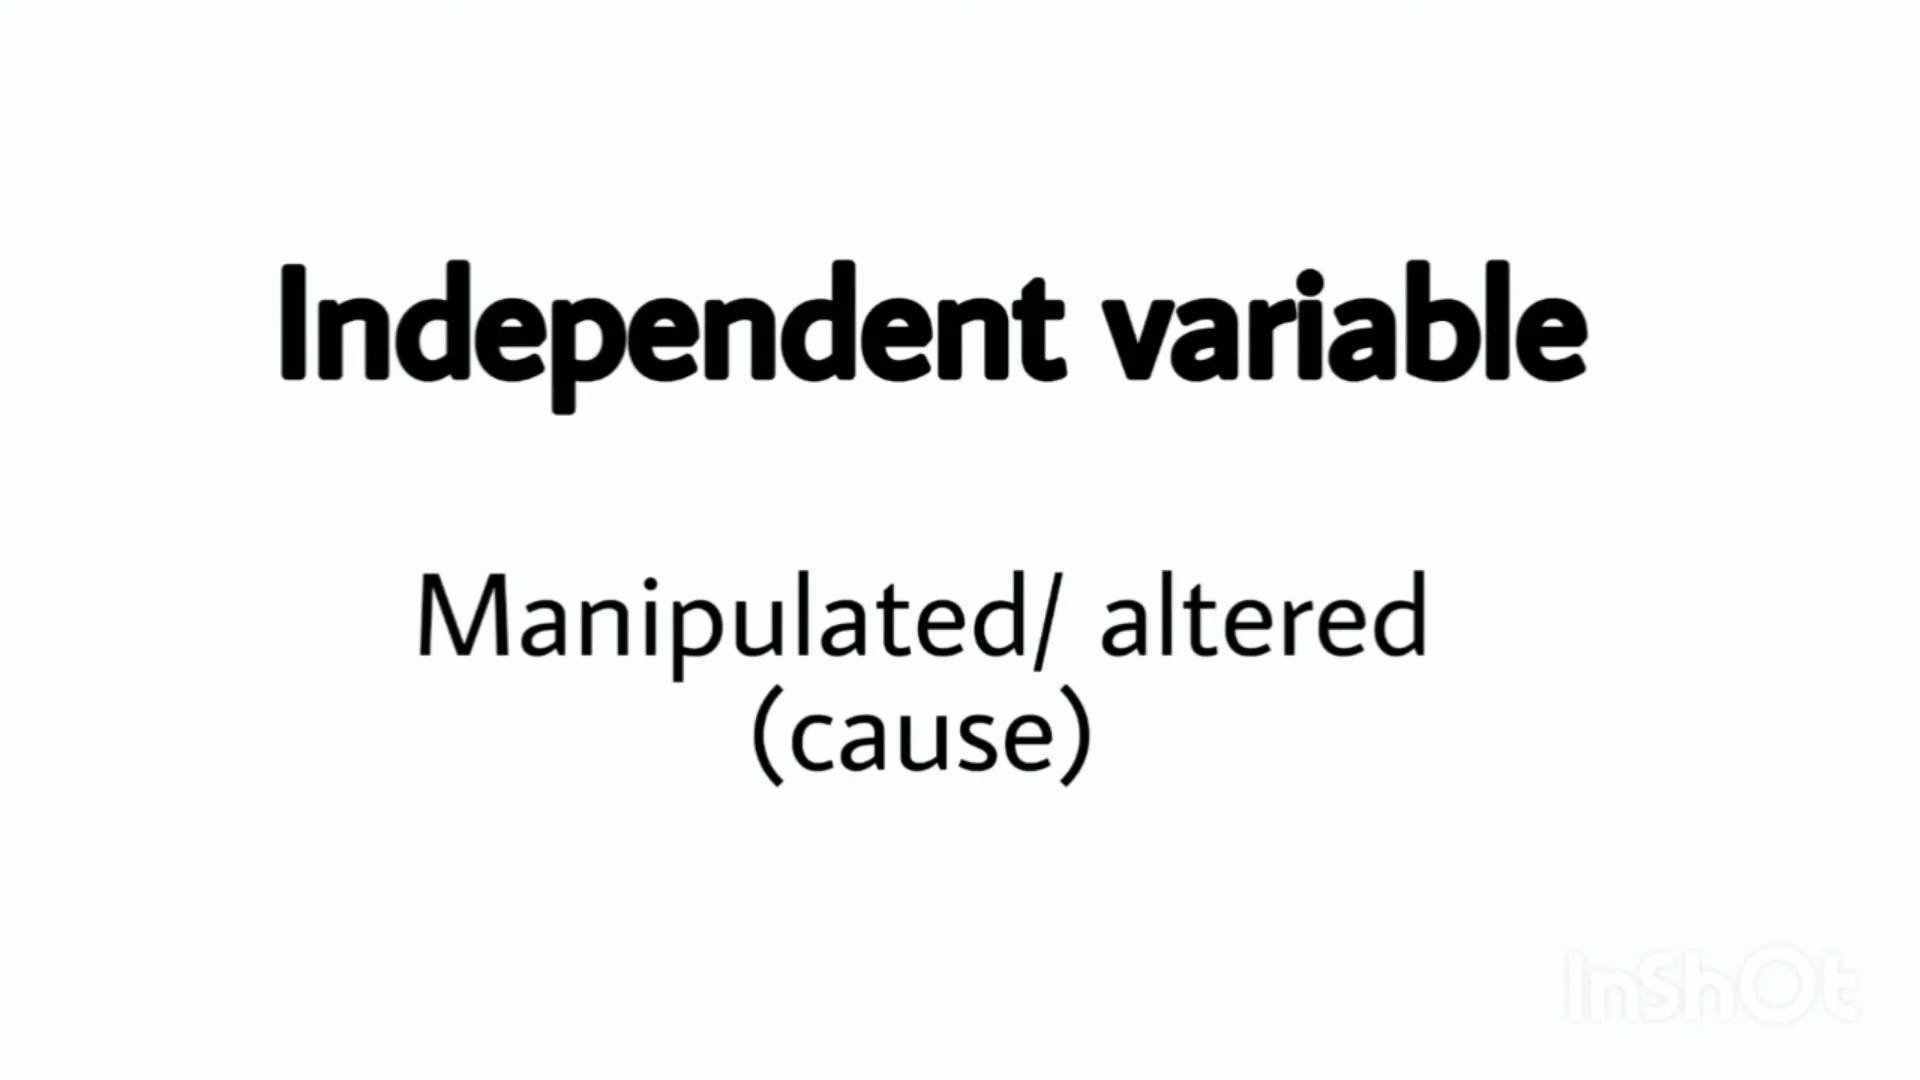 Independent variable
Manipulated/ altered
(cause)
InShOt